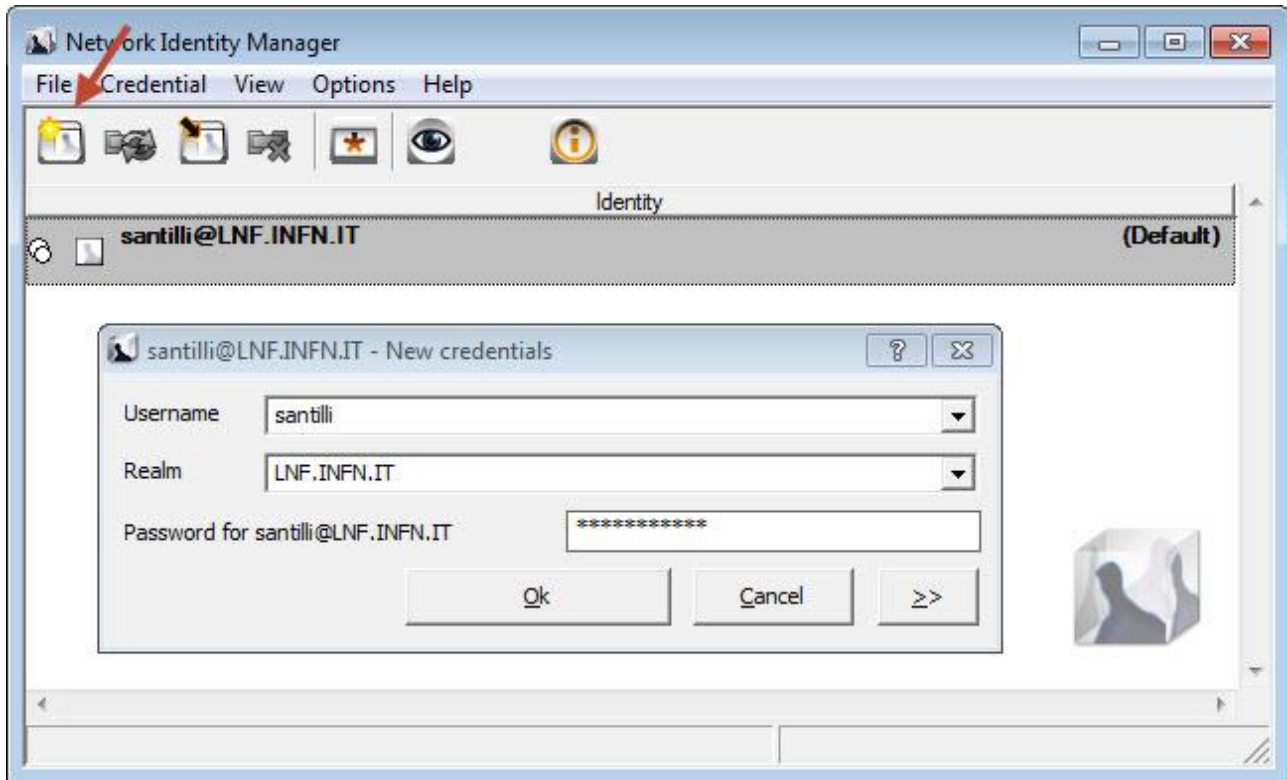 Network Identity Manager
File Credential View Options Help
Identity
santilli@LNF.INFN.IT (Default)
santilli@LNF.INFN.IT - New credentials
Username santilli
Realm LNF.INFN.IT
Password for santilli@LNF.INFN.IT ***********
Ok Cancel >>